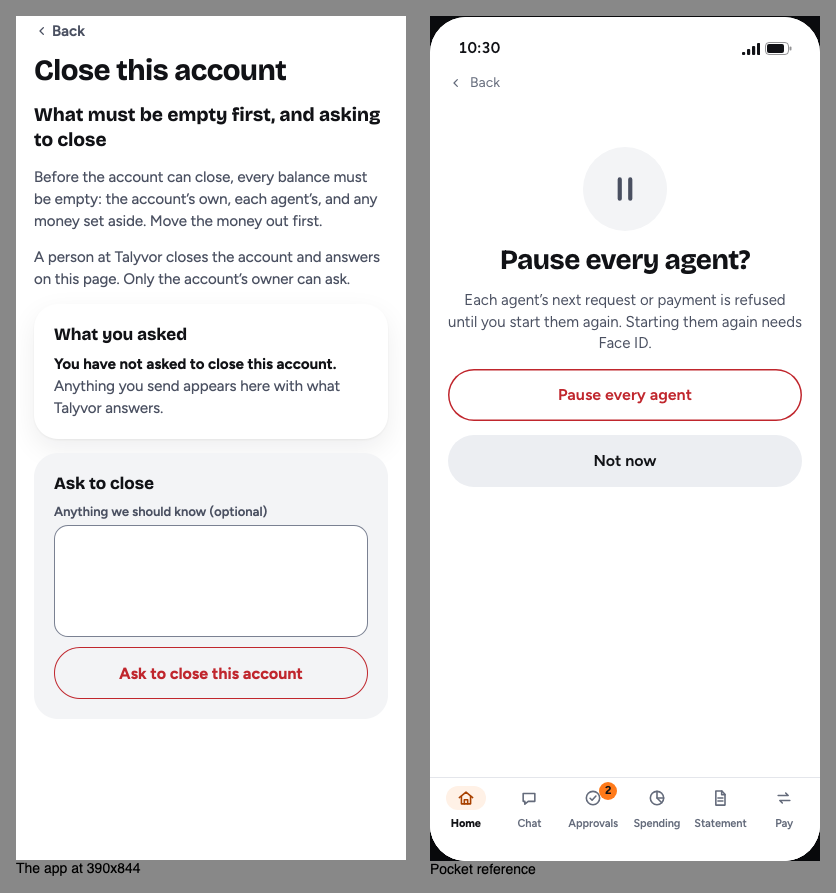 Back
Close this account
What must be empty first, and asking
to close
Before the account can close, every balance must
be empty: the account’s own, each agent’s, and any
money set aside. Move the money out first.
A person at Talyvor closes the account and answers
on this page. Only the account’s owner can ask.
What you asked
You have not asked to close this account.
Anything you send appears here with what
Talyvor answers.
Ask to close
Anything we should know (optional)
Ask to close this account
The app at 390x844
10:30
Back
Pause every agent?
Each agent’s next request or payment is refused
until you start them again. Starting them again needs
Face ID.
Pause every agent
Not now
2
Home
Chat
Approvals
Spending
Statement
Pay
Pocket reference